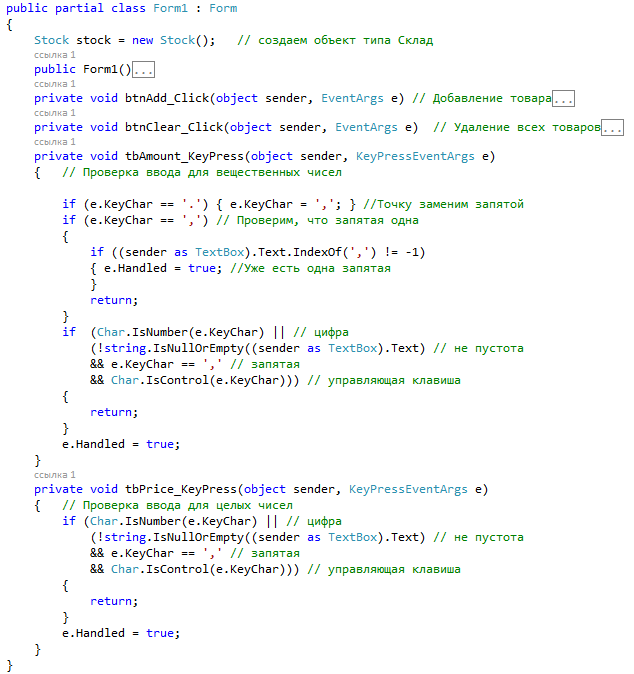 public partial class Form1 : Form
{
Stock stock = new Stock();   // создаем объект типа Склад
ссылка 1
public Form1()...
ссылка 1
private void btnAdd_Click(object sender, EventArgs e) // Добавление товара...
ссылка 1
private void btnClear_Click(object sender, EventArgs e)  // Удаление всех товаров...
ссылка 1
private void tbAmount_KeyPress(object sender, KeyPressEventArgs e)
{   // Проверка ввода для вещественных чисел
if (e.KeyChar == '.') { e.KeyChar = ','; } //Точку заменим запятой
if (e.KeyChar == ',') // Проверим, что запятая одна
{
if ((sender as TextBox).Text.IndexOf(',') != -1)
{ e.Handled = true; //Уже есть одна запятая
}
return;
}
if  (Char.IsNumber(e.KeyChar) || // цифра
(!string.IsNullOrEmpty((sender as TextBox).Text) // не пустота
&& e.KeyChar == ',' // запятая
&& Char.IsControl(e.KeyChar))) // управляющая клавиша
{
return;
}
e.Handled = true;
}
ссылка 1
private void tbPrice_KeyPress(object sender, KeyPressEventArgs e)
{   // Проверка ввода для целых чисел
if (Char.IsNumber(e.KeyChar) || // цифра
(!string.IsNullOrEmpty((sender as TextBox).Text) // не пустота
&& e.KeyChar == ',' // запятая
&& Char.IsControl(e.KeyChar))) // управляющая клавиша
{
return;
}
e.Handled = true;
}
}